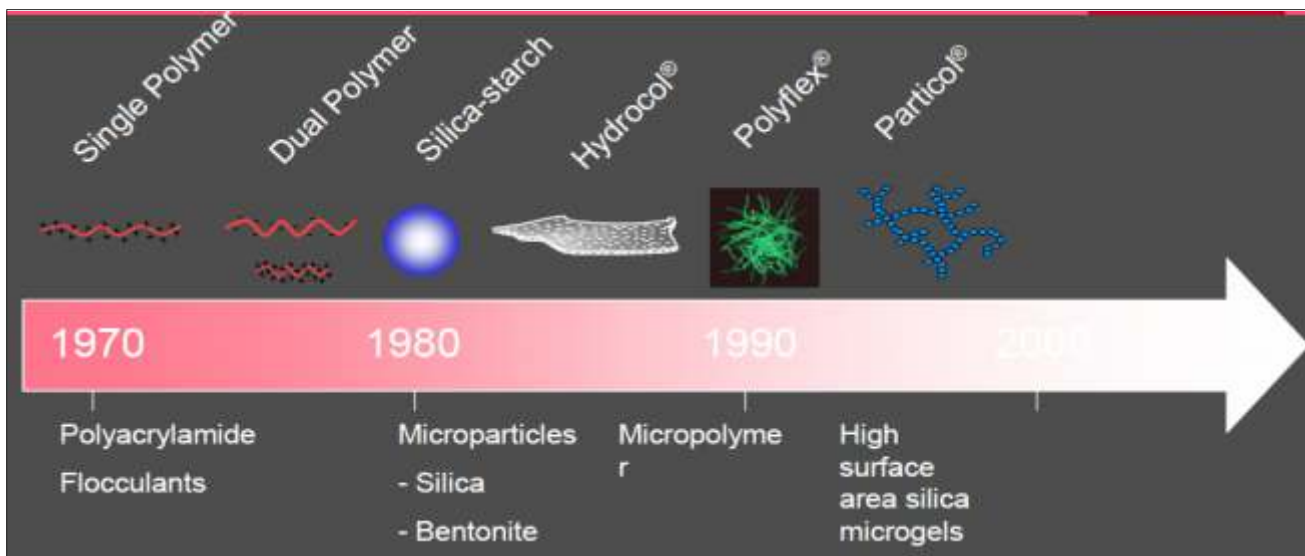 Single Polymer
Dual Polymer
Silica-starch
Hydrocol®
Polyflex®
Particol®
1970
1980
1990
2000
Polyacrylamide
Flocculants
Microparticles
- Silica
- Bentonite
Micropolyme
r
High
surface
area silica
microgels